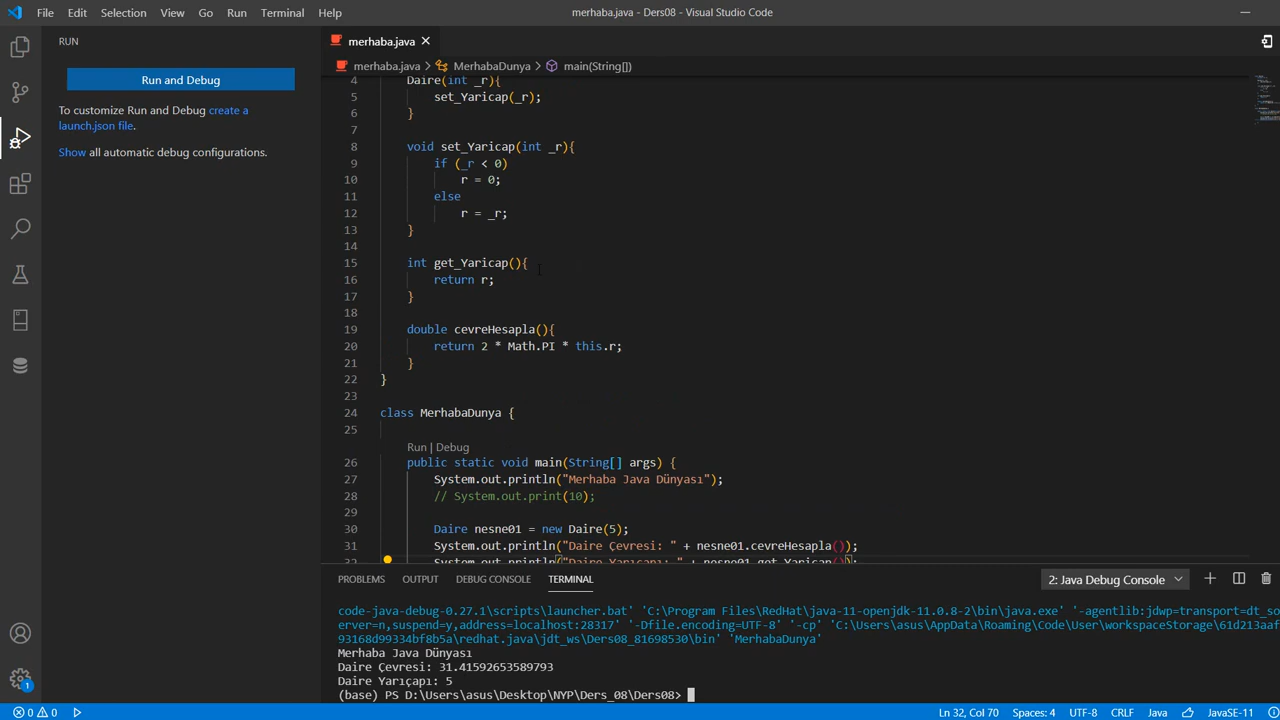 File Edit Selection View Go Run Terminal Help merhaba.java - Ders08 - Visual Studio Code
RUN
Run and Debug
To customize Run and Debug create a
launch.json file.
Show all automatic debug configurations.
merhaba.java
merhaba.java > MerhabaDunya > main(String[])
4 Daire(int _r){
5 set_Yaricap(_r);
6 }
7
8 void set_Yaricap(int _r){
9 if (_r < 0)
10 r = 0;
11 else
12 r = _r;
13 }
14
15 int get_Yaricap(){
16 return r;
17 }
18
19 double cevreHesapla(){
20 return 2 * Math.PI * this.r;
21 }
22 }
23
24 class MerhabaDunya {
25
Run | Debug
26 public static void main(String[] args) {
27 System.out.println("Merhaba Java Dünyası");
28 // System.out.print(10);
29
30 Daire nesne01 = new Daire(5);
31 System.out.println("Daire Çevresi: " + nesne01.cevreHesapla());
32 System.out.println("Daire Yarıçapı: " + nesne01.get_Yaricap());
PROBLEMS OUTPUT DEBUG CONSOLE TERMINAL 2: Java Debug Console
code-java-debug-0.27.1\scripts\launcher.bat' 'C:\Program Files\RedHat\java-11-openjdk-11.0.8-2\bin\java.exe' '-agentlib:jdwp=transport=dt_so
erver=n,suspend=y,address=localhost:28317' '-Dfile.encoding=UTF-8' '-cp' 'C:\Users\asus\AppData\Roaming\Code\User\workspaceStorage\61d213aaf
93168d99334bf8b5a\redhat.java\jdt_ws\Ders08_81698530\bin' 'MerhabaDunya'
Merhaba Java Dünyası
Daire Çevresi: 31.41592653589793
Daire Yarıçapı: 5
(base) PS D:\Users\asus\Desktop\NYP\Ders_08\Ders08>
1
0 0 Ln 32, Col 70 Spaces: 4 UTF-8 CRLF Java JavaSE-11